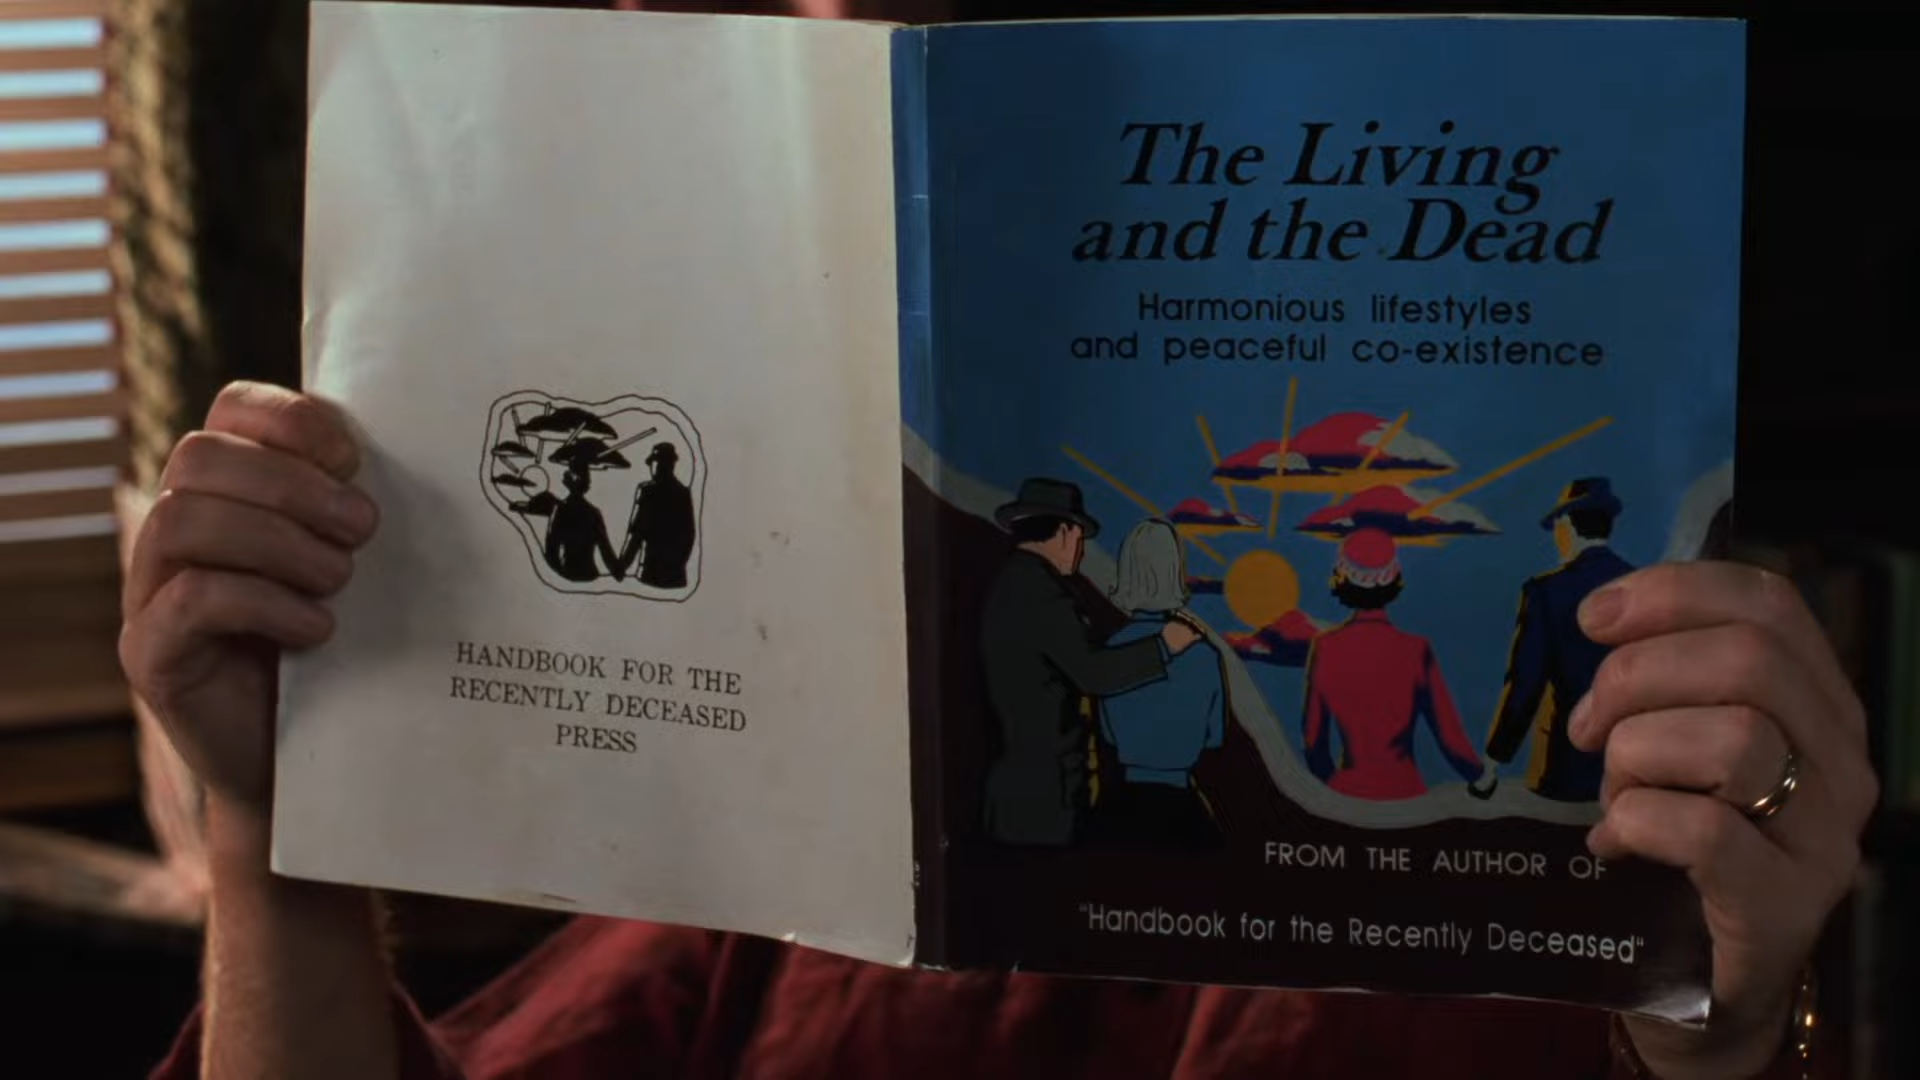 HANDBOOK FOR THE
RECENTLY DECEASED
PRESS
The Living
and the Dead
Harmonious lifestyles
and peaceful co-existence
FROM THE AUTHOR OF
"Handbook for the Recently Deceased"